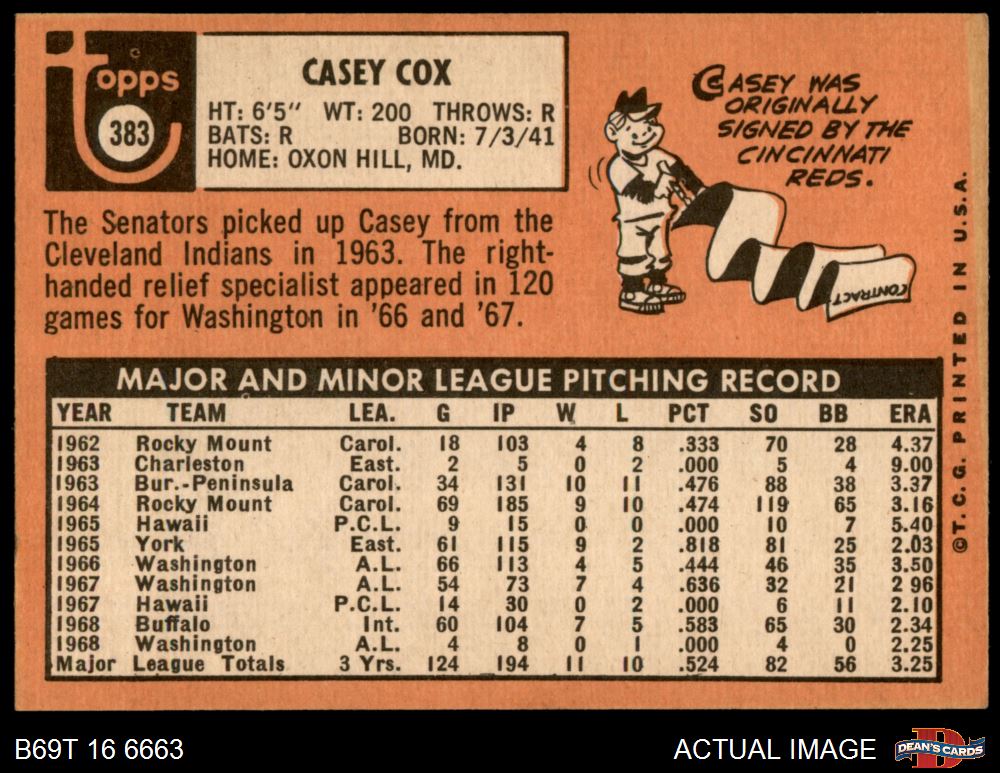 Topps
383
CASEY COX
HT: 6'5" WT: 200 THROWS: R
BATS: R BORN: 7/3/41
HOME: OXON HILL, MD.
CASEY WAS
ORIGINALLY
SIGNED BY THE
CINCINNATI
REDS.
CONTRACT
The Senators picked up Casey from the
Cleveland Indians in 1963. The right-
handed relief specialist appeared in 120
games for Washington in '66 and '67.
MAJOR AND MINOR LEAGUE PITCHING RECORD
YEAR TEAM LEA. G IP W L PCT SO BB ERA
1962 Rocky Mount Carol. 18 103 4 8 .333 70 28 4.37
1963 Charleston East. 2 5 0 2 .000 5 4 9.00
1963 Bur.-Peninsula Carol. 34 131 10 11 .476 88 38 3.37
1964 Rocky Mount Carol. 69 185 9 10 .474 119 65 3.16
1965 Hawaii P.C.L. 9 15 0 0 .000 10 7 5.40
1965 York East. 61 115 9 2 .818 81 25 2.03
1966 Washington A.L. 66 113 4 5 .444 46 35 3.50
1967 Washington A.L. 54 73 7 4 .636 32 21 2 96
1967 Hawaii P.C.L. 14 30 0 2 .000 6 11 2.10
1968 Buffalo Int. 60 104 7 5 .583 65 30 2.34
1968 Washington A.L. 4 8 0 1 .000 4 0 2.25
Major League Totals 3 Yrs. 124 194 11 10 .524 82 56 3.25
©T.C.G. PRINTED IN U.S.A.
B69T 16 6663
ACTUAL IMAGE
D
DEAN'S CARDS